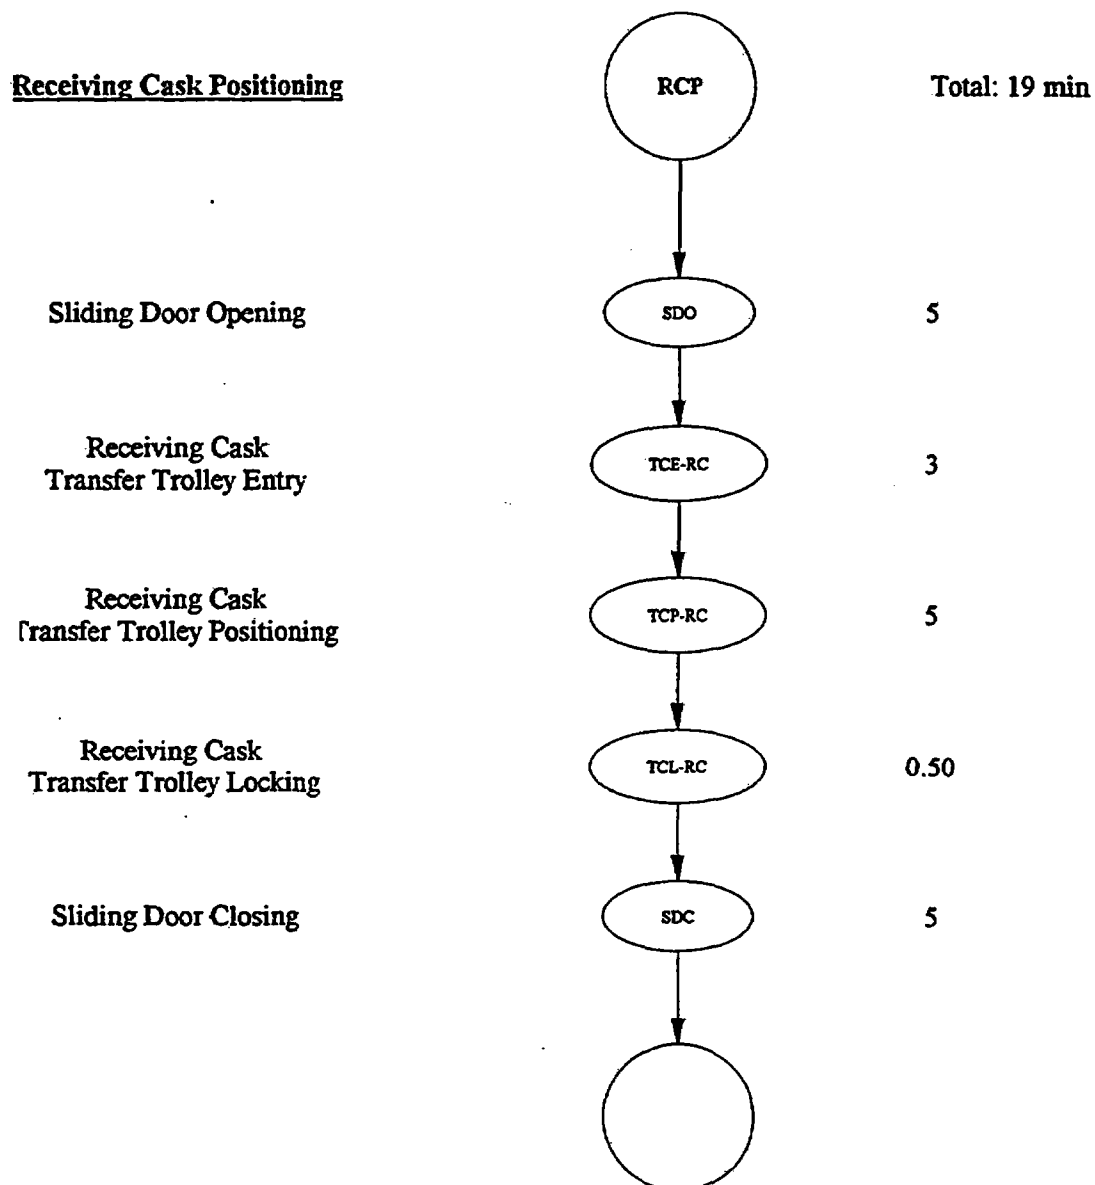 Receiving Cask Positioning
RCP
Total: 19 min
Sliding Door Opening
SDO
5
Receiving Cask
Transfer Trolley Entry
TCE-RC
3
Receiving Cask
Transfer Trolley Positioning
TCP-RC
5
Receiving Cask
Transfer Trolley Locking
TCL-RC
0.50
Sliding Door Closing
SDC
5